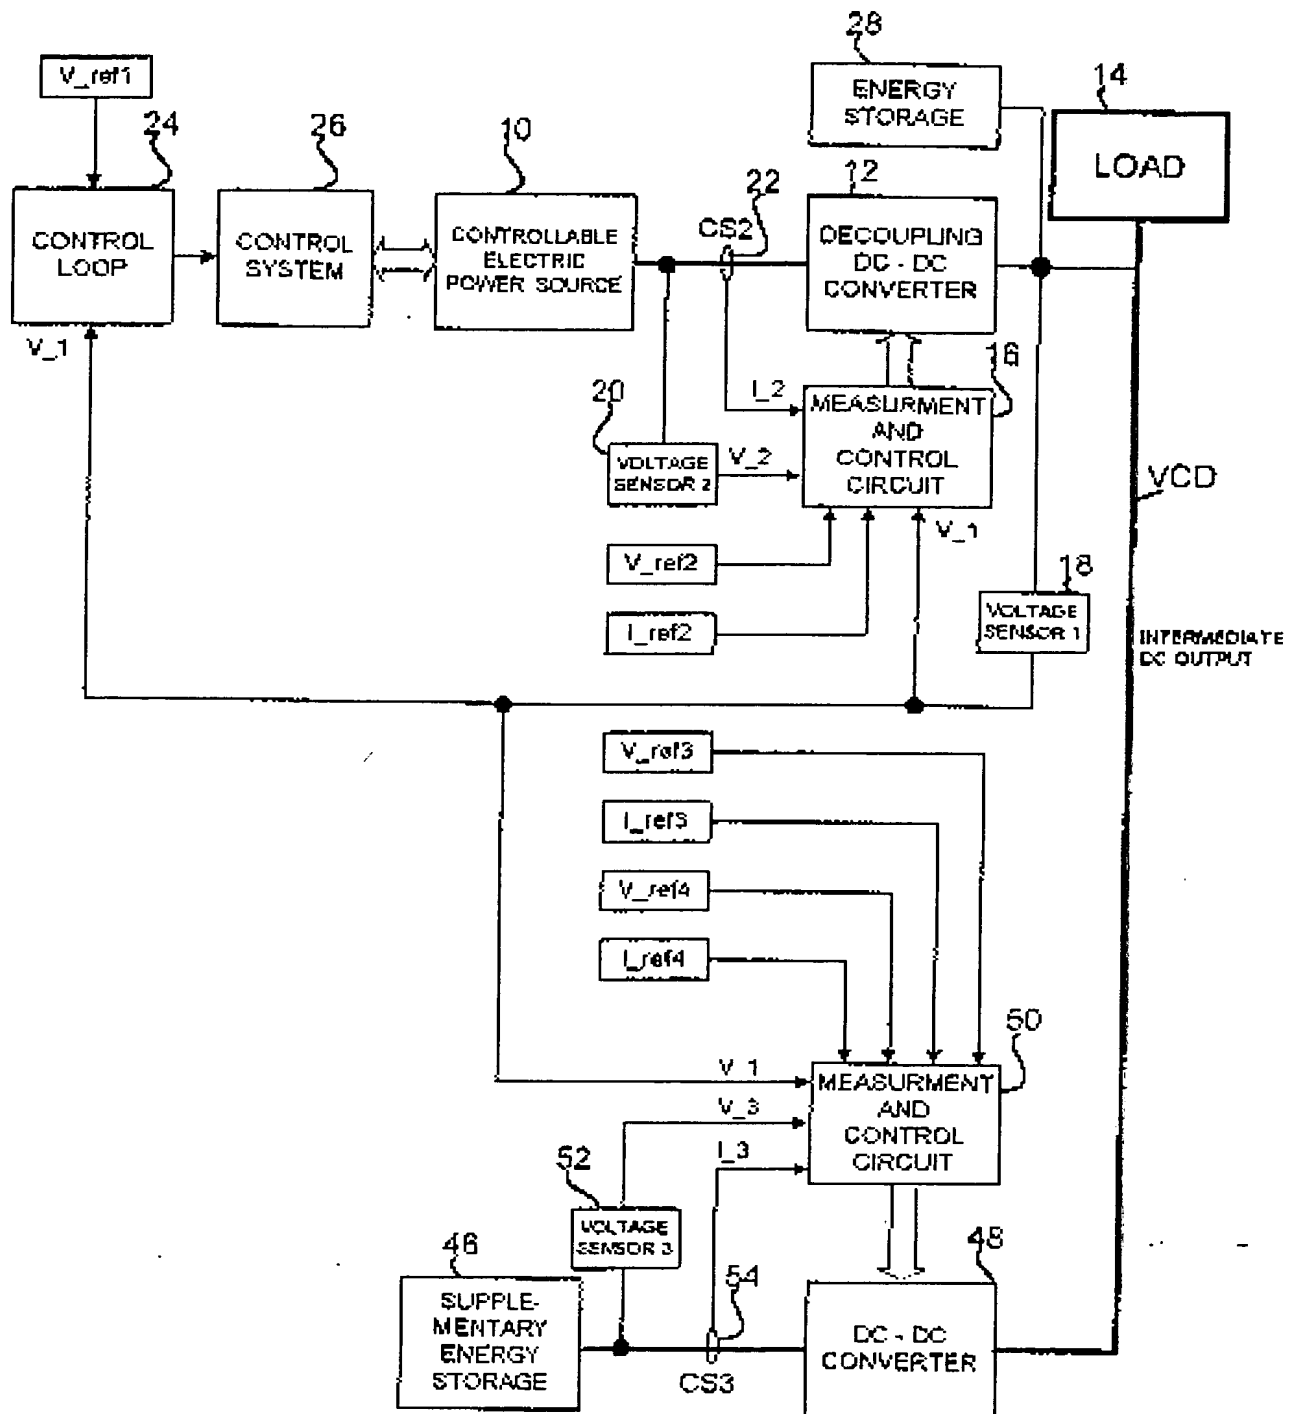 28
V_ref1
ENERGY
STORAGE
14
LOAD
24
26
10
22
12
CS2
CONTROL
LOOP
CONTROL
SYSTEM
CONTROLLABLE
ELECTRIC
POWER SOURCE
DECOUPLING
DC - DC
CONVERTER
V_1
16
I_2
20
MEASURMENT
AND
CONTROL
CIRCUIT
VOLTAGE
SENSOR 2
V_2
VCD
V_1
V_ref2
18
I_ref2
VOLTAGE
SENSOR 1
INTERMEDIATE
DC OUTPUT
V_ref3
I_ref3
V_ref4
I_ref4
50
V_1
MEASURMENT
AND
CONTROL
CIRCUIT
V_3
I_3
52
VOLTAGE
SENSOR 3
46
54
48
SUPPLE-
MENTARY
ENERGY
STORAGE
DC - DC
CONVERTER
CS3